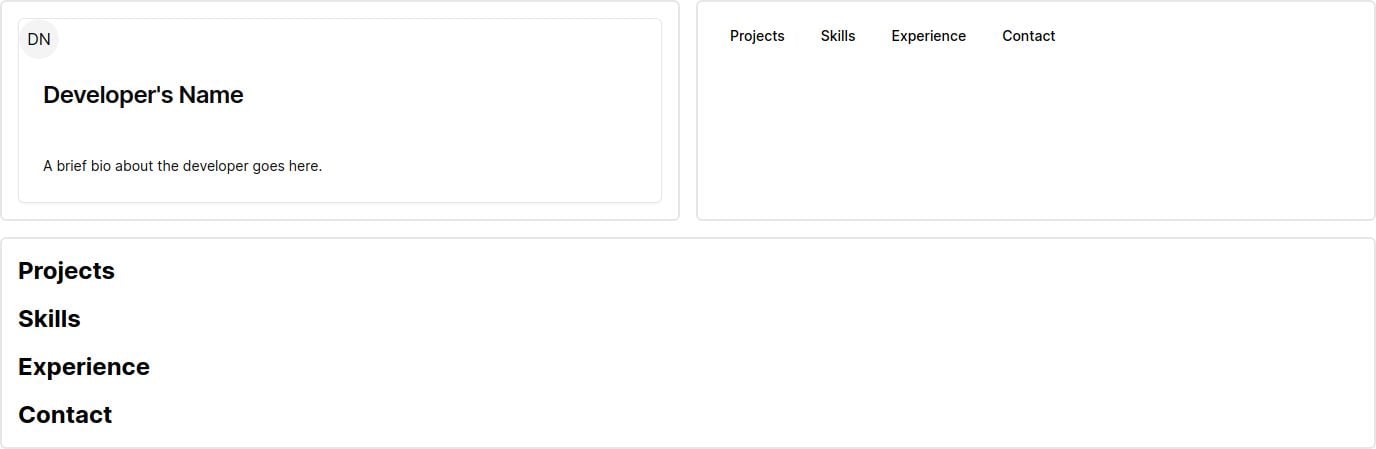 DN
Developer's Name
A brief bio about the developer goes here.
Projects Skills Experience Contact
Projects
Skills
Experience
Contact